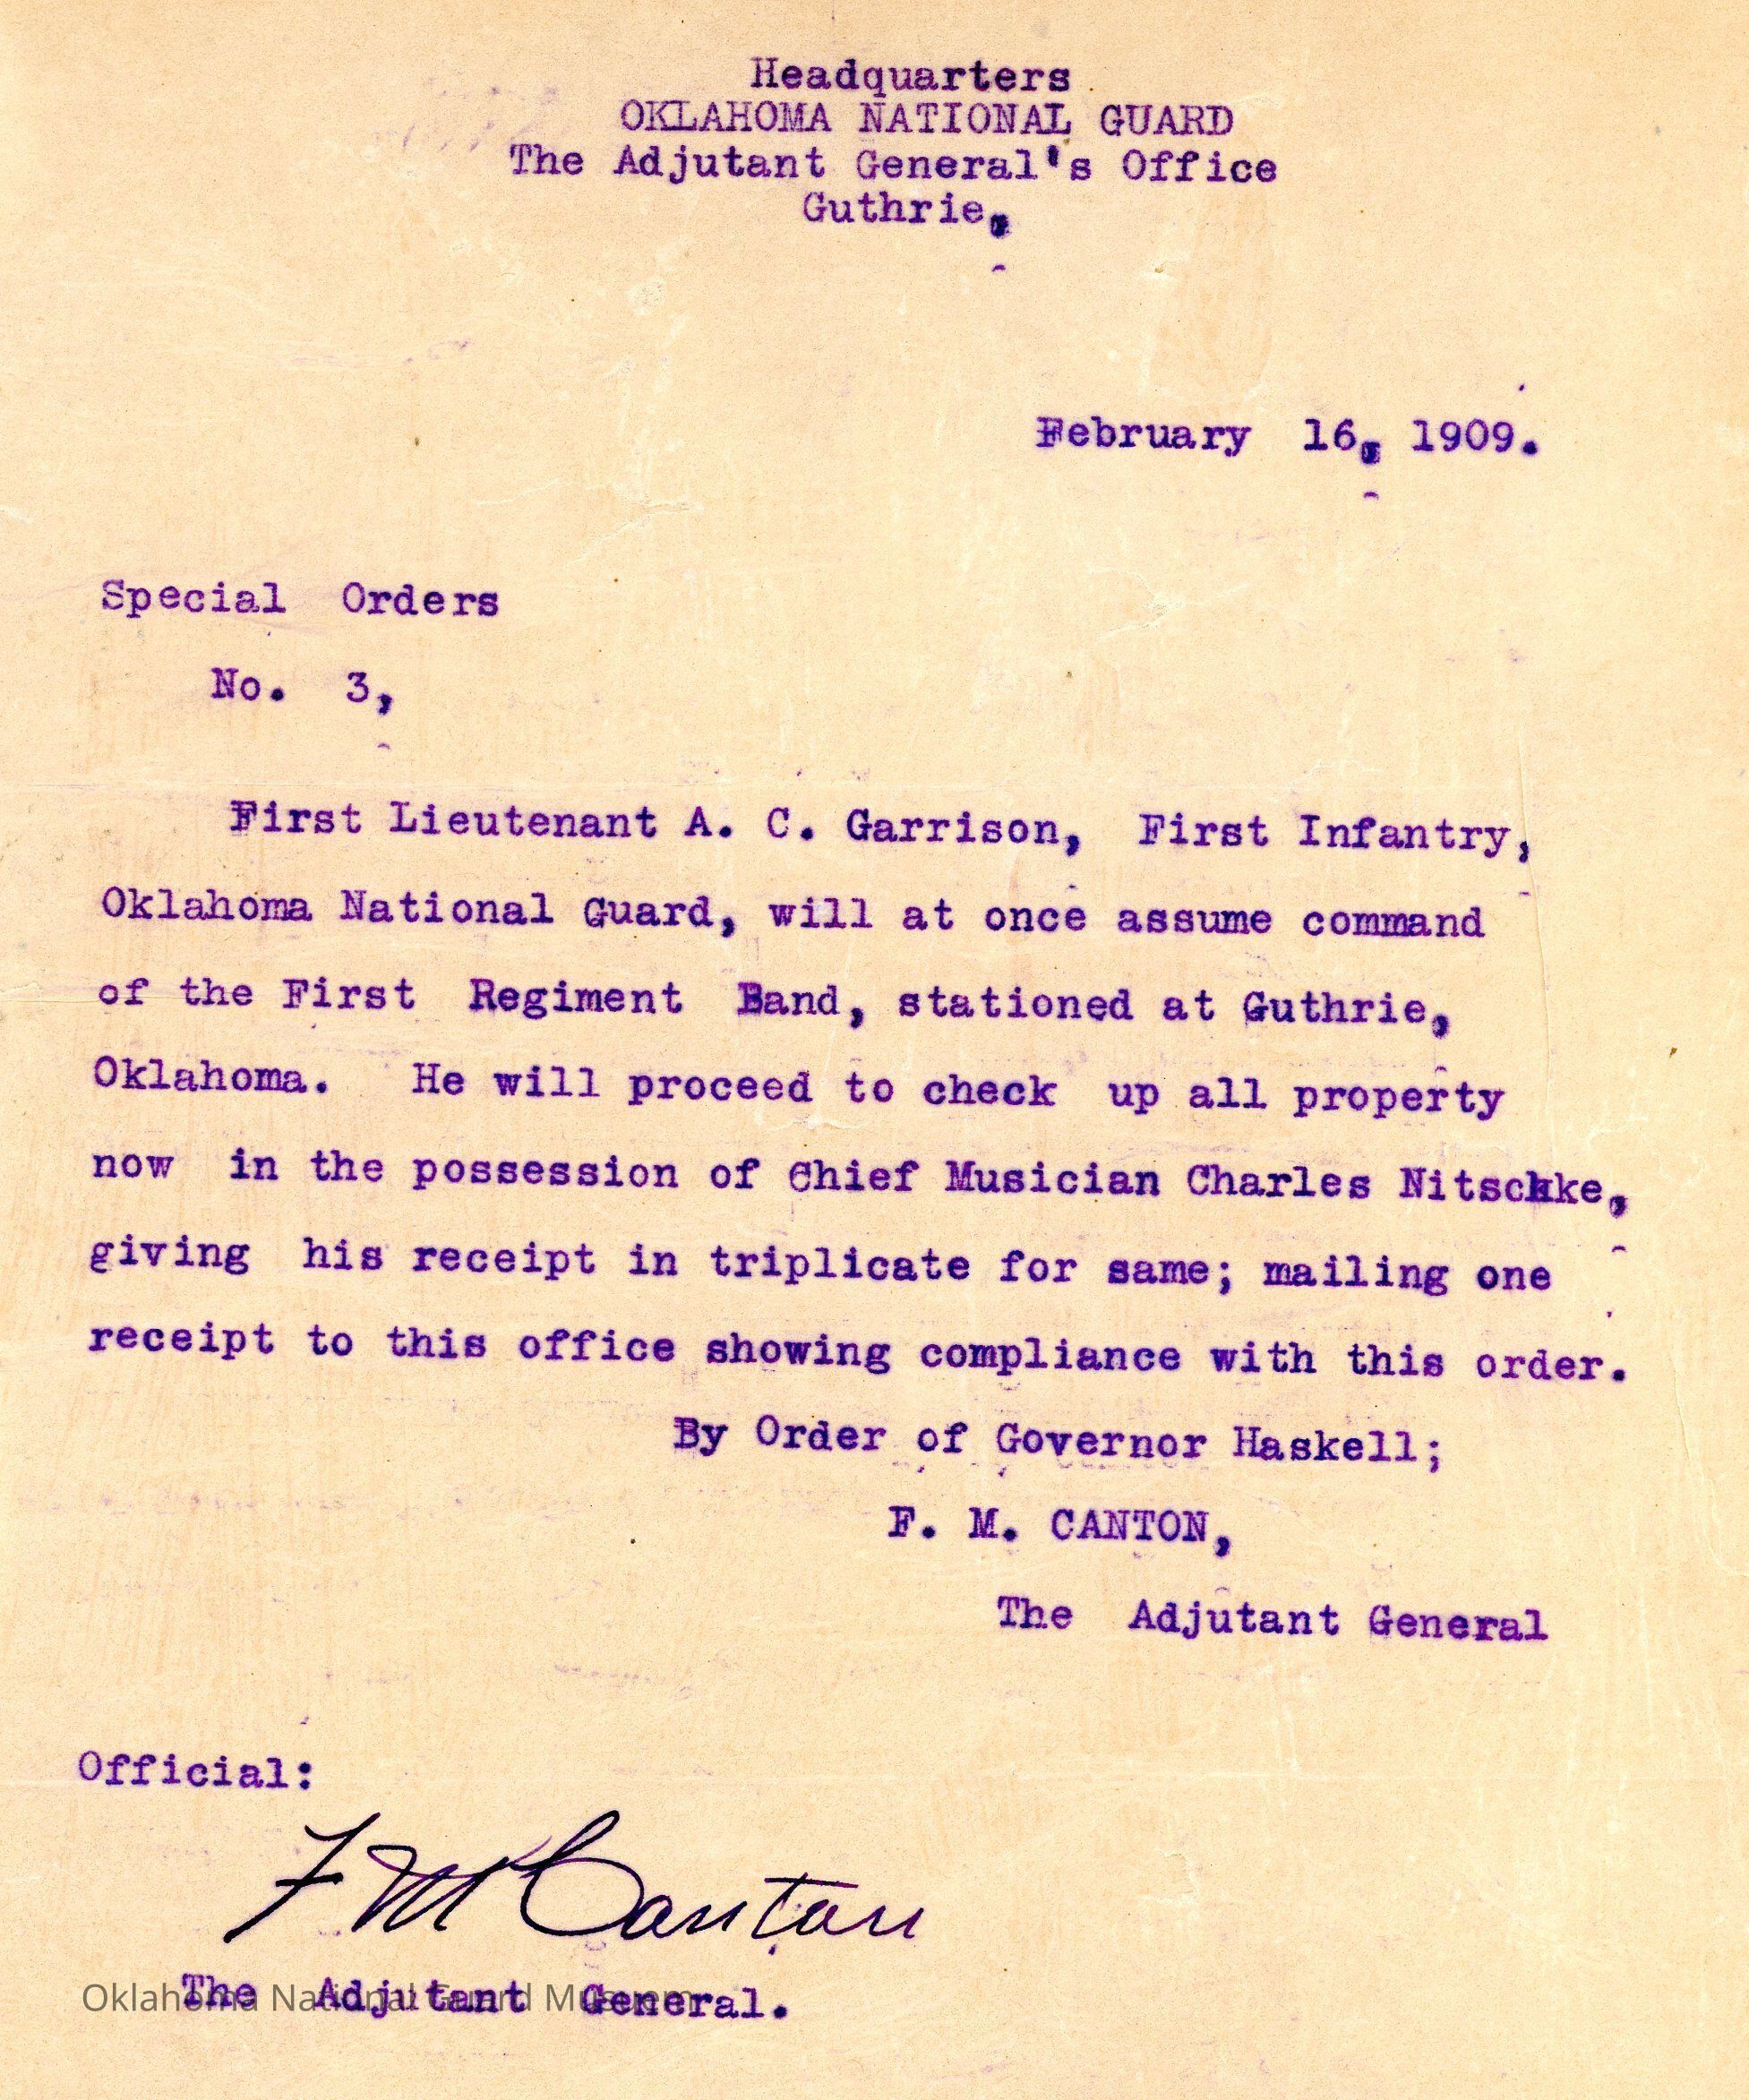 Headquarters
OKLAHOMA NATIONAL GUARD
The Adjutant General's Office
Guthrie,
February 16, 1909.
Special Orders
No. 3,
First Lieutenant A. C. Garrison, First Infantry,
Oklahoma National Guard, will at once assume command
of the First Regiment Band, stationed at Guthrie,
Oklahoma. He will proceed to check up all property
now in the possession of Chief Musician Charles Nitschke,
giving his receipt in triplicate for same; mailing one
receipt to this office showing compliance with this order.
By Order of Governor Haskell;
F. M. CANTON,
The Adjutant General
Official:
F M Canton
The Adjutant General.
Oklahoma National Guard Museum